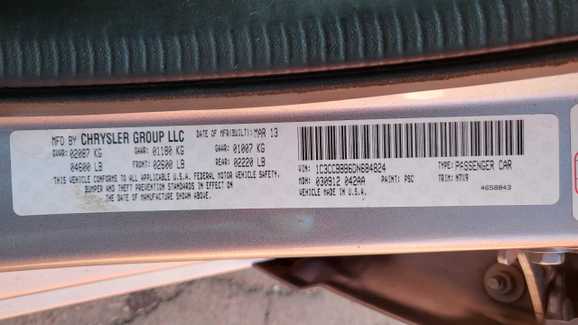 MFD BY CHRYSLER GROUP LLC DATE OF MFR(BUILT): MAR 13
GVWR: 02087 KG GAWR: 01180 KG GAWR: 01007 KG
04600 LB FRONT: 02600 LB REAR: 02220 LB
THIS VEHICLE CONFORMS TO ALL APPLICABLE U.S.A. FEDERAL MOTOR VEHICLE SAFETY,
BUMPER AND THEFT PREVENTION STANDARDS IN EFFECT ON
THE DATE OF MANUFACTURE SHOWN ABOVE.
VIN: 1C3CCBBB6DN684824 TYPE: PASSENGER CAR
MDH: 030912 042AA PAINT: PSC TRIM: H7V9
VEHICLE MADE IN U.S.A. 4658843